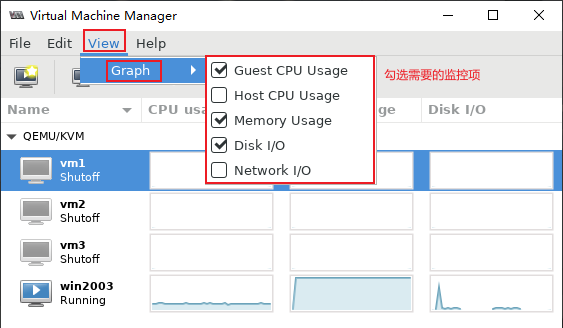 Virtual Machine Manager
File Edit View Help
Graph
Guest CPU Usage
Host CPU Usage
Memory Usage
Disk I/O
Network I/O
勾选需要的监控项
Name CPU usa ge Disk I/O
QEMU/KVM
vm1
Shutoff
vm2
Shutoff
vm3
Shutoff
win2003
Running